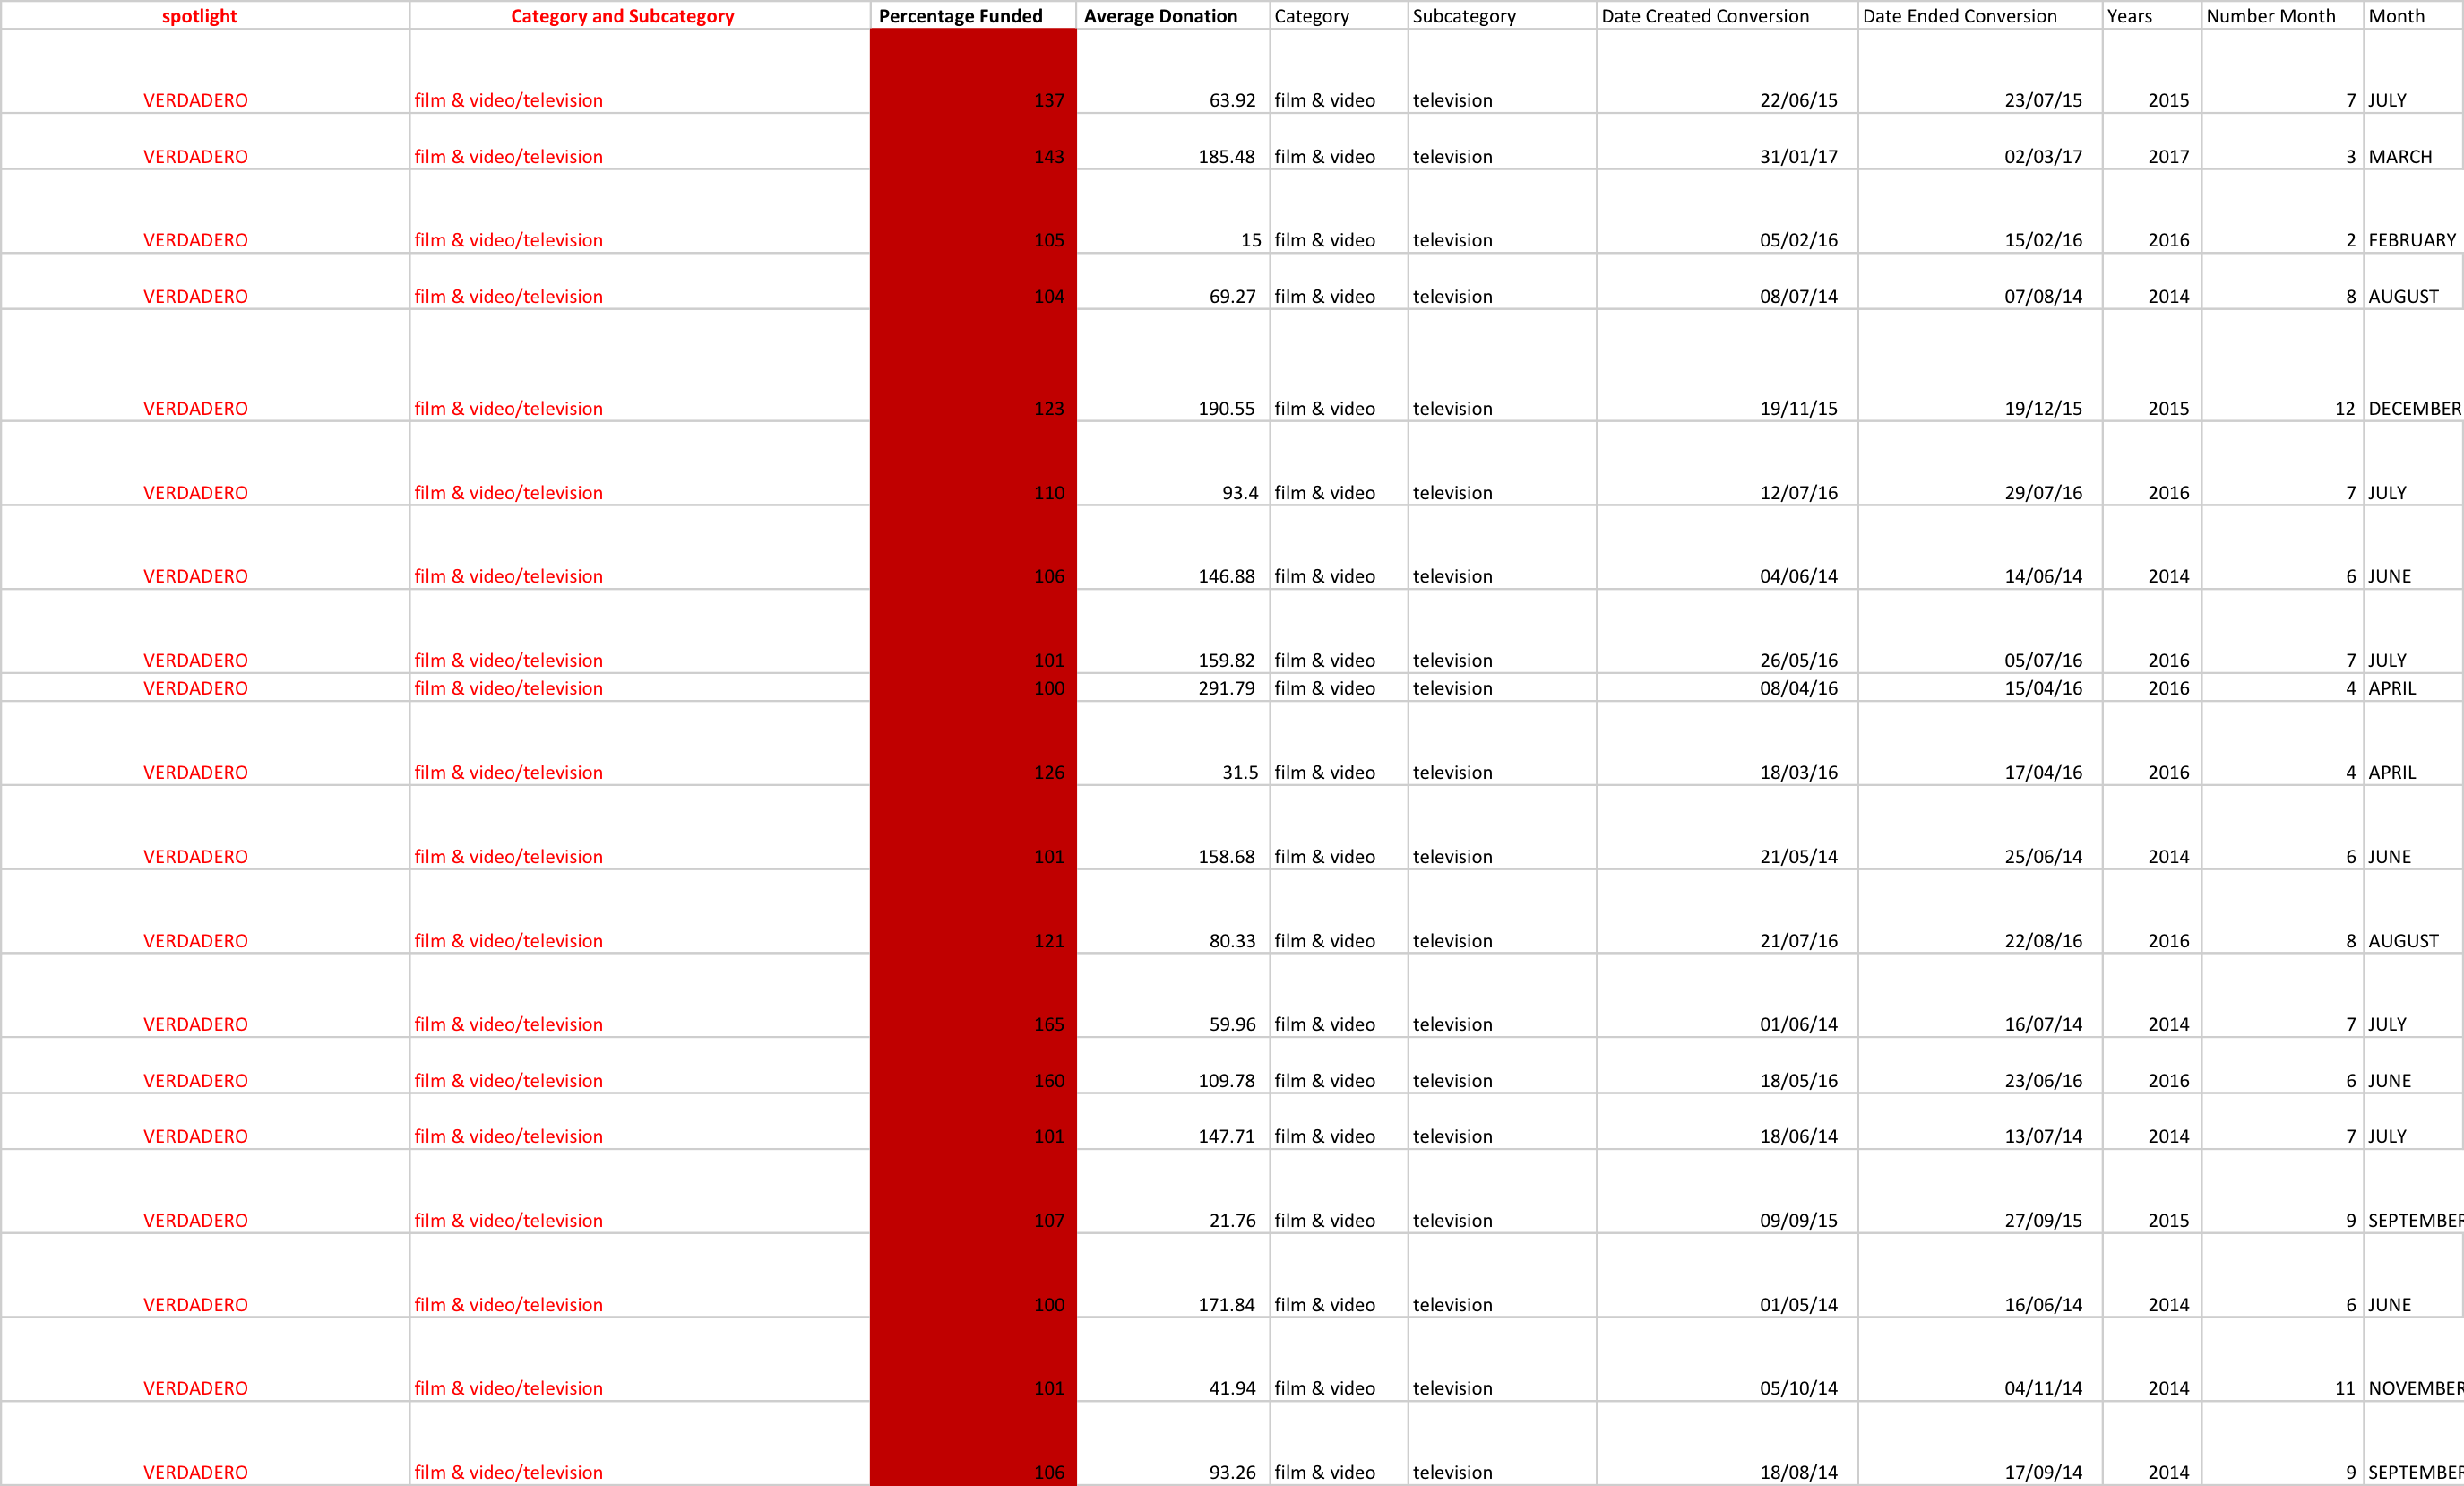 spotlight Category and Subcategory Percentage Funded Average Donation Category Subcategory Date Created Conversion Date Ended Conversion Years Number Month Month
VERDADERO film & video/television 137 63.92 film & video television 22/06/15 23/07/15 2015 7 JULY
VERDADERO film & video/television 143 185.48 film & video television 31/01/17 02/03/17 2017 3 MARCH
VERDADERO film & video/television 105 15 film & video television 05/02/16 15/02/16 2016 2 FEBRUARY
VERDADERO film & video/television 104 69.27 film & video television 08/07/14 07/08/14 2014 8 AUGUST
VERDADERO film & video/television 123 190.55 film & video television 19/11/15 19/12/15 2015 12 DECEMBER
VERDADERO film & video/television 110 93.4 film & video television 12/07/16 29/07/16 2016 7 JULY
VERDADERO film & video/television 106 146.88 film & video television 04/06/14 14/06/14 2014 6 JUNE
VERDADERO film & video/television 101 159.82 film & video television 26/05/16 05/07/16 2016 7 JULY
VERDADERO film & video/television 100 291.79 film & video television 08/04/16 15/04/16 2016 4 APRIL
VERDADERO film & video/television 126 31.5 film & video television 18/03/16 17/04/16 2016 4 APRIL
VERDADERO film & video/television 101 158.68 film & video television 21/05/14 25/06/14 2014 6 JUNE
VERDADERO film & video/television 121 80.33 film & video television 21/07/16 22/08/16 2016 8 AUGUST
VERDADERO film & video/television 165 59.96 film & video television 01/06/14 16/07/14 2014 7 JULY
VERDADERO film & video/television 160 109.78 film & video television 18/05/16 23/06/16 2016 6 JUNE
VERDADERO film & video/television 101 147.71 film & video television 18/06/14 13/07/14 2014 7 JULY
VERDADERO film & video/television 107 21.76 film & video television 09/09/15 27/09/15 2015 9 SEPTEMBER
VERDADERO film & video/television 100 171.84 film & video television 01/05/14 16/06/14 2014 6 JUNE
VERDADERO film & video/television 101 41.94 film & video television 05/10/14 04/11/14 2014 11 NOVEMBER
VERDADERO film & video/television 106 93.26 film & video television 18/08/14 17/09/14 2014 9 SEPTEMBER